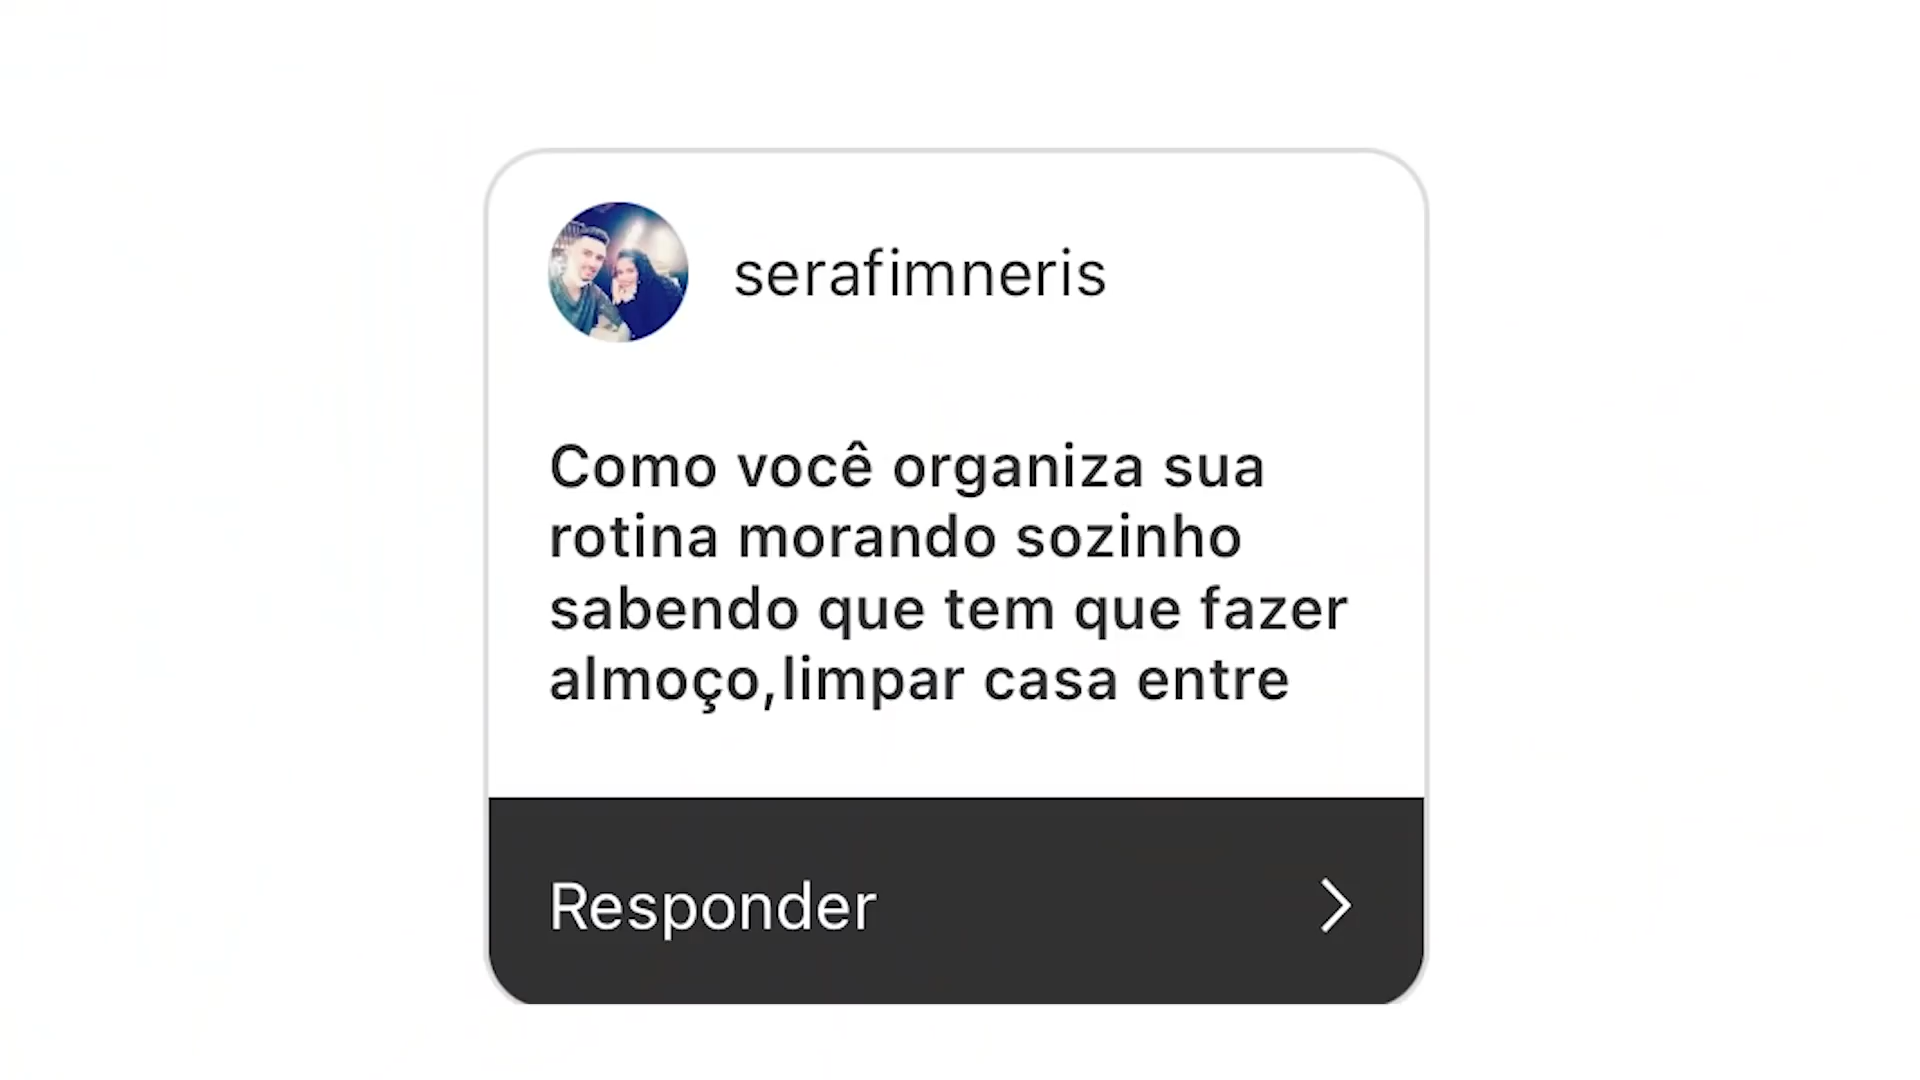 serafimneris
Como você organiza sua
rotina morando sozinho
sabendo que tem que fazer
almoço,limpar casa entre
Responder